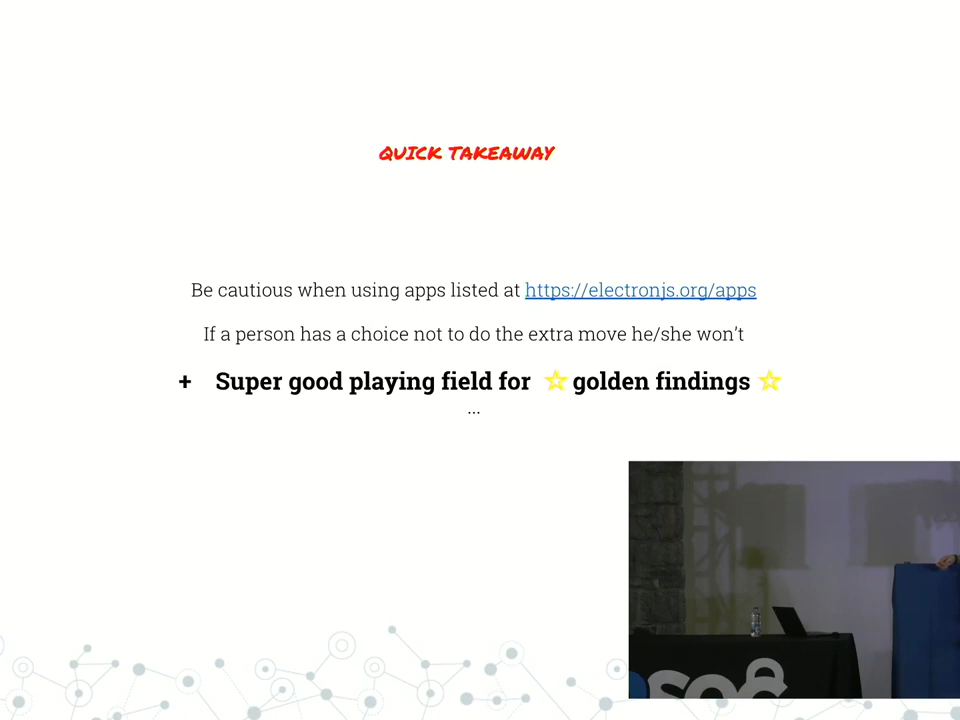 QUICK TAKEAWAY
Be cautious when using apps listed at https://electronjs.org/apps
If a person has a choice not to do the extra move he/she won't
+ Super good playing field for ☆ golden findings ☆
...